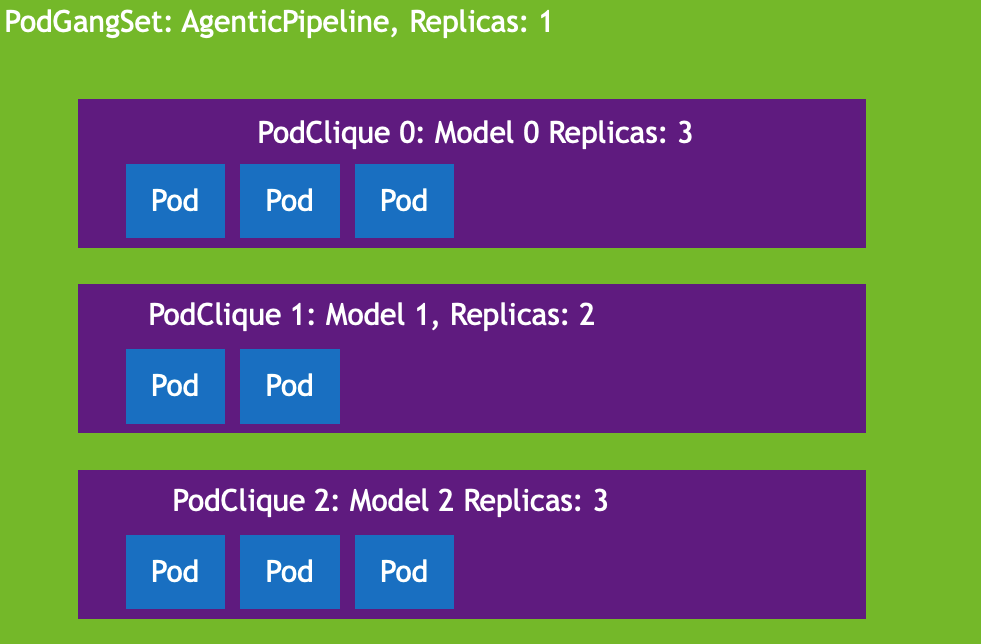 PodGangSet: AgenticPipeline, Replicas: 1
PodClique 0: Model 0 Replicas: 3
Pod Pod Pod
PodClique 1: Model 1, Replicas: 2
Pod Pod
PodClique 2: Model 2 Replicas: 3
Pod Pod Pod